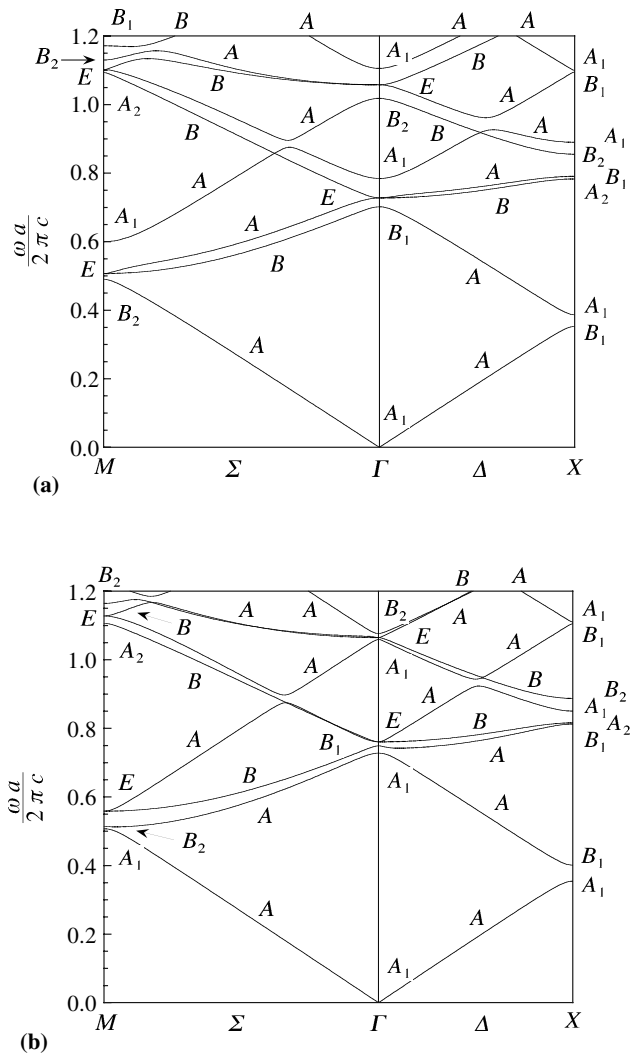 B₁ B A A A
1.2
B₂ A A₁ B A₁
E B E A B₁
1.0
A₂ B A B₂ B A A₁
A₁ B₂
0.8
A E A B₁
A₂
B
A₁ A B₁
0.6
ωa / 2πc
E B A
0.4
B₂ A A₁
B₁
A
0.2
A₁
0.0
M Σ Γ Δ X
(a)
B₂ B A
1.2
A A B₂ A₁
E B E A B₁
A
1.0
A₂ A A₁
B A B B₂
A₁
0.8
A B₁ E B A₂
B₁
A
E B A₁
0.6
A A
ωa / 2πc
B₂
0.4
A₁ B₁
A₁
A A
0.2
A₁
0.0
M Σ Γ Δ X
(b)